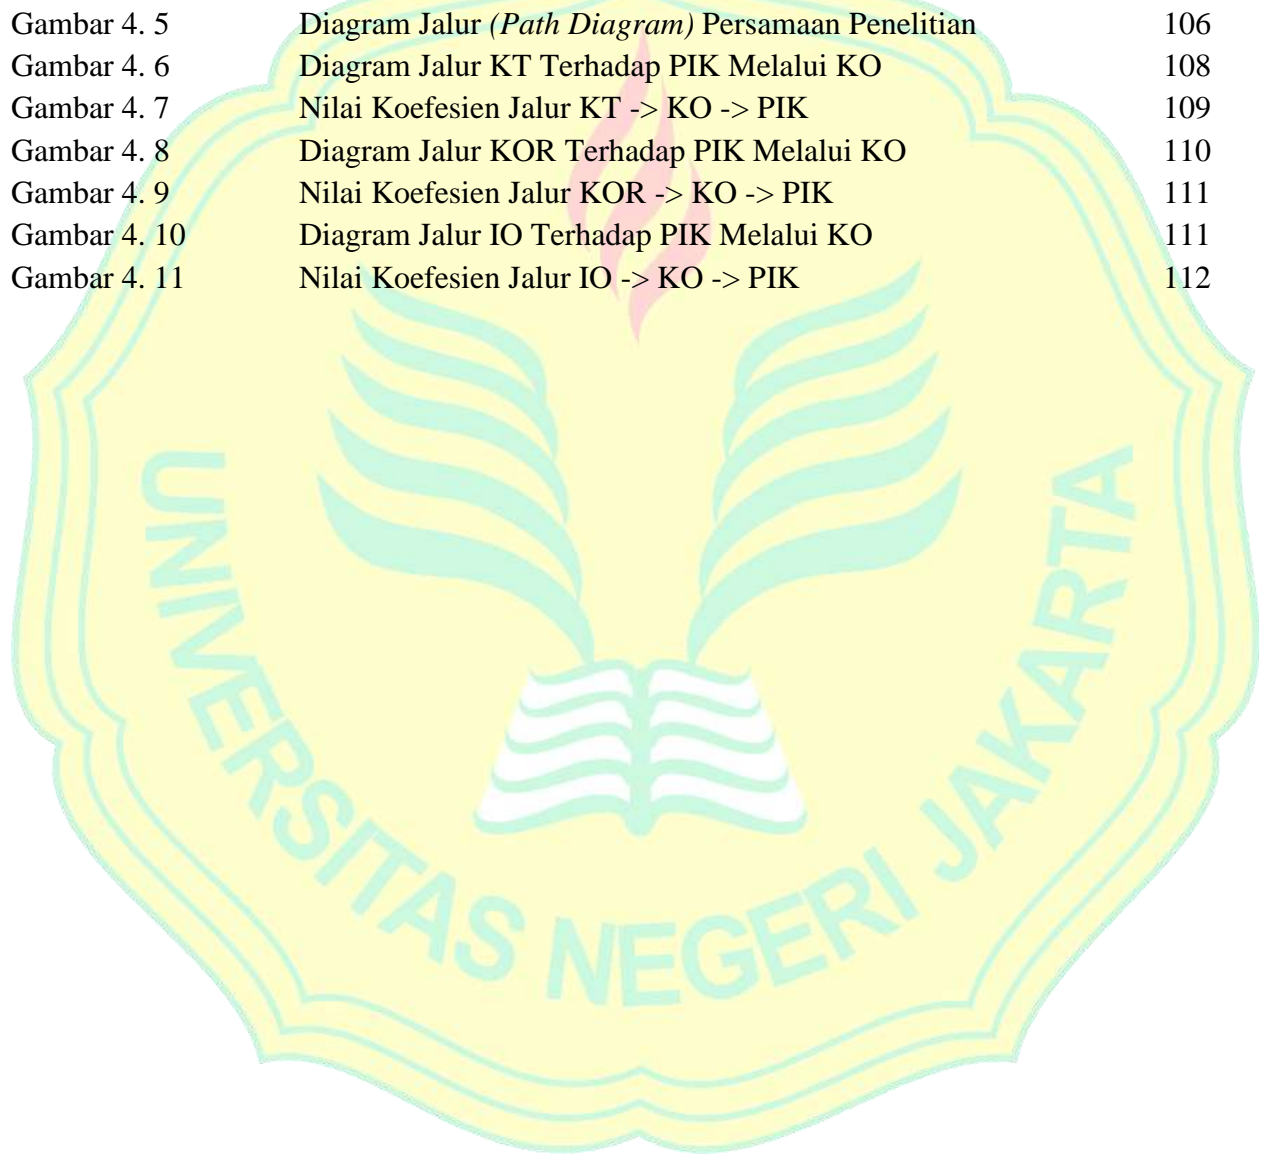 Gambar 4. 5 Diagram Jalur (Path Diagram) Persamaan Penelitian 106
Gambar 4. 6 Diagram Jalur KT Terhadap PIK Melalui KO 108
Gambar 4. 7 Nilai Koefesien Jalur KT -> KO -> PIK 109
Gambar 4. 8 Diagram Jalur KOR Terhadap PIK Melalui KO 110
Gambar 4. 9 Nilai Koefesien Jalur KOR -> KO -> PIK 111
Gambar 4. 10 Diagram Jalur IO Terhadap PIK Melalui KO 111
Gambar 4. 11 Nilai Koefesien Jalur IO -> KO -> PIK 112
UNIVERSITAS NEGERI JAKARTA